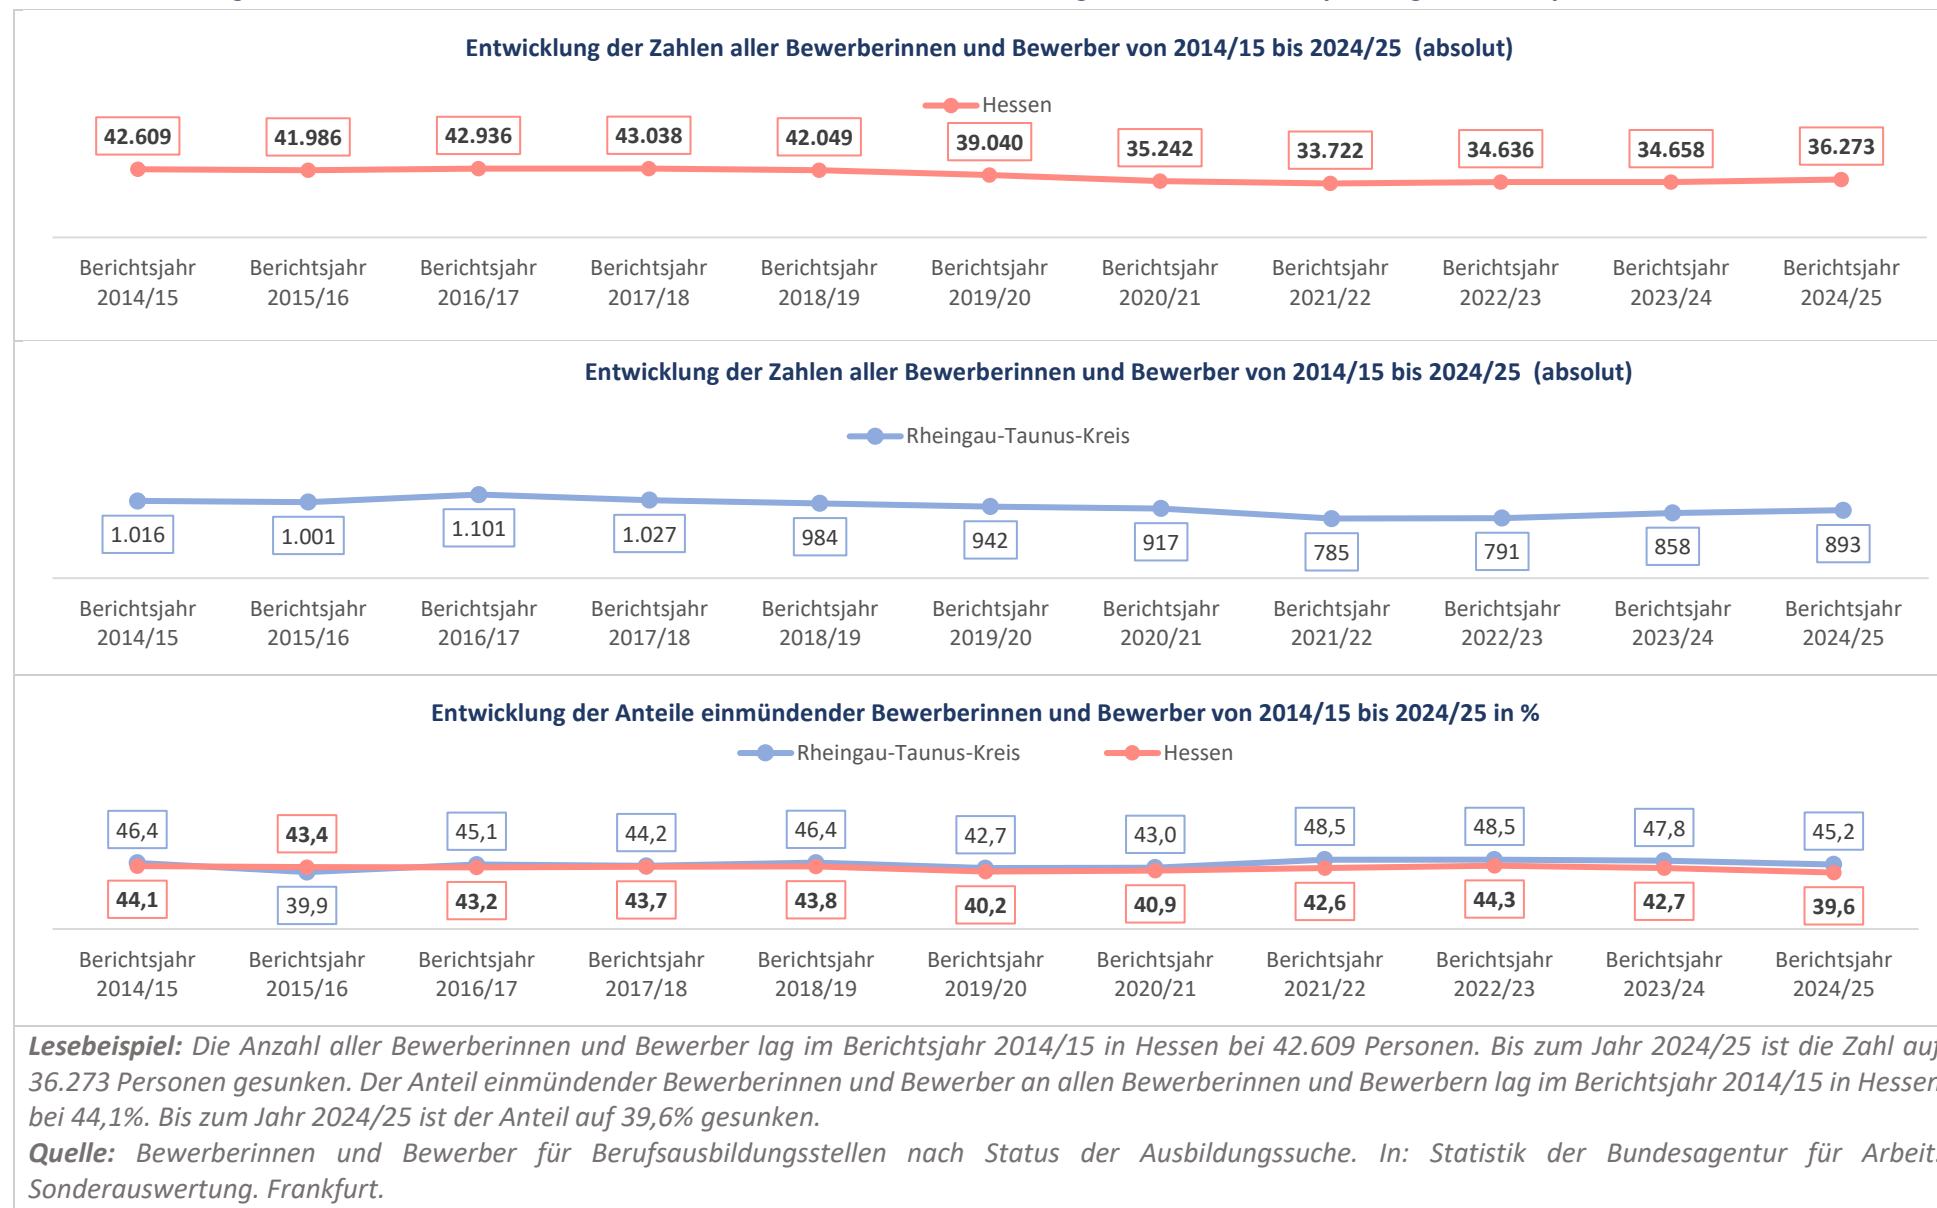 Entwicklung der Zahlen aller Bewerberinnen und Bewerber von 2014/15 bis 2024/25 (absolut)
Hessen
42.609 41.986 42.936 43.038 42.049 39.040 35.242 33.722 34.636 34.658 36.273
Berichtsjahr Berichtsjahr Berichtsjahr Berichtsjahr Berichtsjahr Berichtsjahr Berichtsjahr Berichtsjahr Berichtsjahr Berichtsjahr Berichtsjahr
2014/15 2015/16 2016/17 2017/18 2018/19 2019/20 2020/21 2021/22 2022/23 2023/24 2024/25
Entwicklung der Zahlen aller Bewerberinnen und Bewerber von 2014/15 bis 2024/25 (absolut)
Rheingau-Taunus-Kreis
1.016 1.001 1.101 1.027 984 942 917 785 791 858 893
Berichtsjahr Berichtsjahr Berichtsjahr Berichtsjahr Berichtsjahr Berichtsjahr Berichtsjahr Berichtsjahr Berichtsjahr Berichtsjahr Berichtsjahr
2014/15 2015/16 2016/17 2017/18 2018/19 2019/20 2020/21 2021/22 2022/23 2023/24 2024/25
Entwicklung der Anteile einmündender Bewerberinnen und Bewerber von 2014/15 bis 2024/25 in %
Rheingau-Taunus-Kreis Hessen
46,4 43,4 45,1 44,2 46,4 42,7 43,0 48,5 48,5 47,8 45,2
44,1 39,9 43,2 43,7 43,8 40,2 40,9 42,6 44,3 42,7 39,6
Berichtsjahr Berichtsjahr Berichtsjahr Berichtsjahr Berichtsjahr Berichtsjahr Berichtsjahr Berichtsjahr Berichtsjahr Berichtsjahr Berichtsjahr
2014/15 2015/16 2016/17 2017/18 2018/19 2019/20 2020/21 2021/22 2022/23 2023/24 2024/25
Lesebeispiel: Die Anzahl aller Bewerberinnen und Bewerber lag im Berichtsjahr 2014/15 in Hessen bei 42.609 Personen. Bis zum Jahr 2024/25 ist die Zahl auf
36.273 Personen gesunken. Der Anteil einmündender Bewerberinnen und Bewerber an allen Bewerberinnen und Bewerbern lag im Berichtsjahr 2014/15 in Hessen
bei 44,1%. Bis zum Jahr 2024/25 ist der Anteil auf 39,6% gesunken.
Quelle: Bewerberinnen und Bewerber für Berufsausbildungsstellen nach Status der Ausbildungssuche. In: Statistik der Bundesagentur für Arbeit.
Sonderauswertung. Frankfurt.